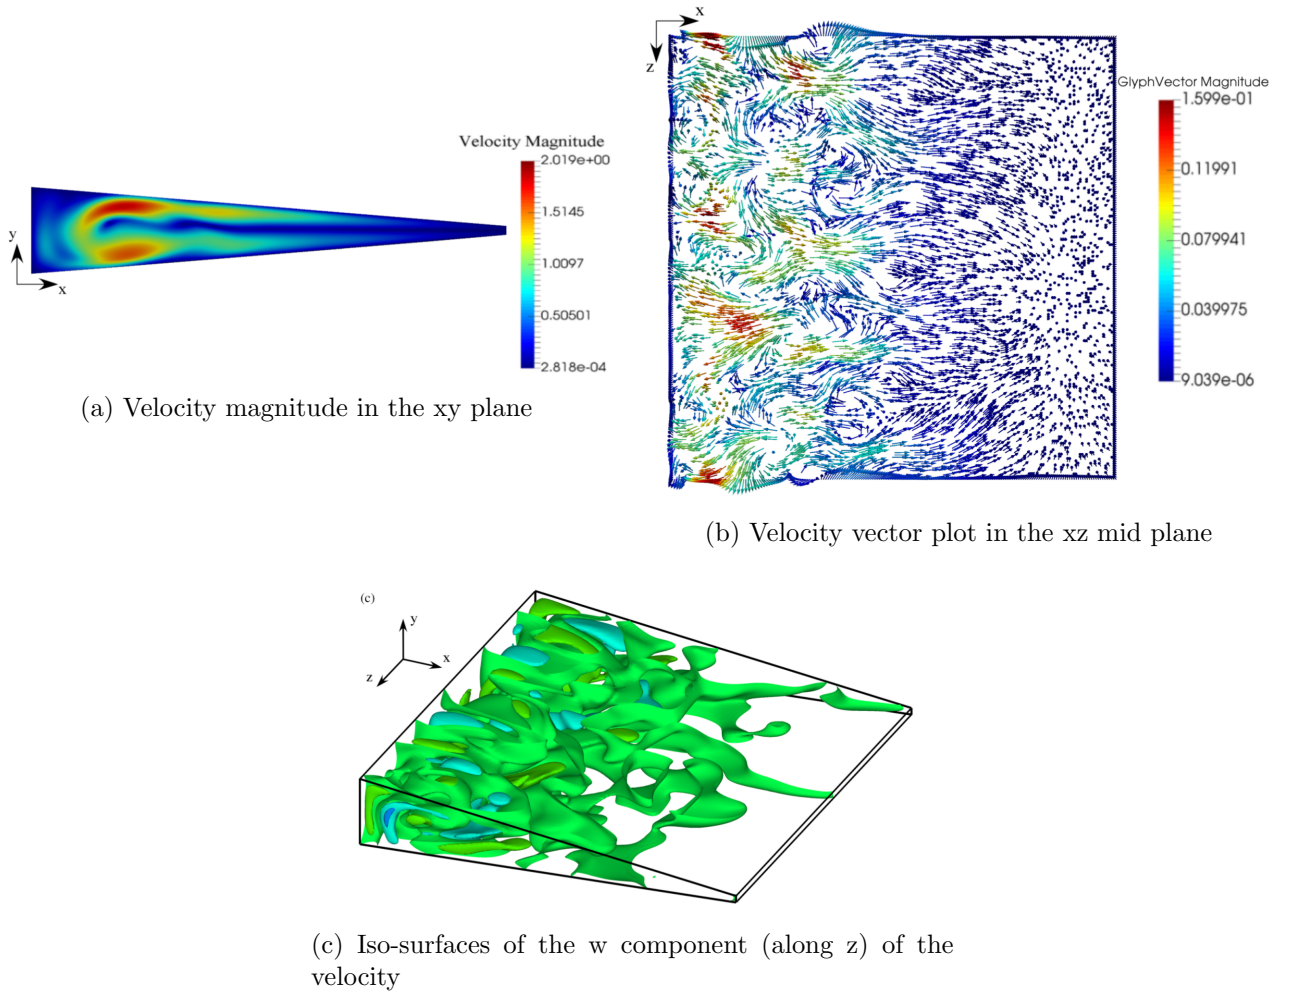 Velocity Magnitude
2.019e+00
1.5145
1.0097
0.50501
2.818e-04
y
x
(a) Velocity magnitude in the xy plane
x
z
GlyphVector Magnitude
1.599e-01
0.11991
0.079941
0.039975
9.039e-06
(b) Velocity vector plot in the xz mid plane
(c)
y
x
z
(c) Iso-surfaces of the w component (along z) of the
velocity